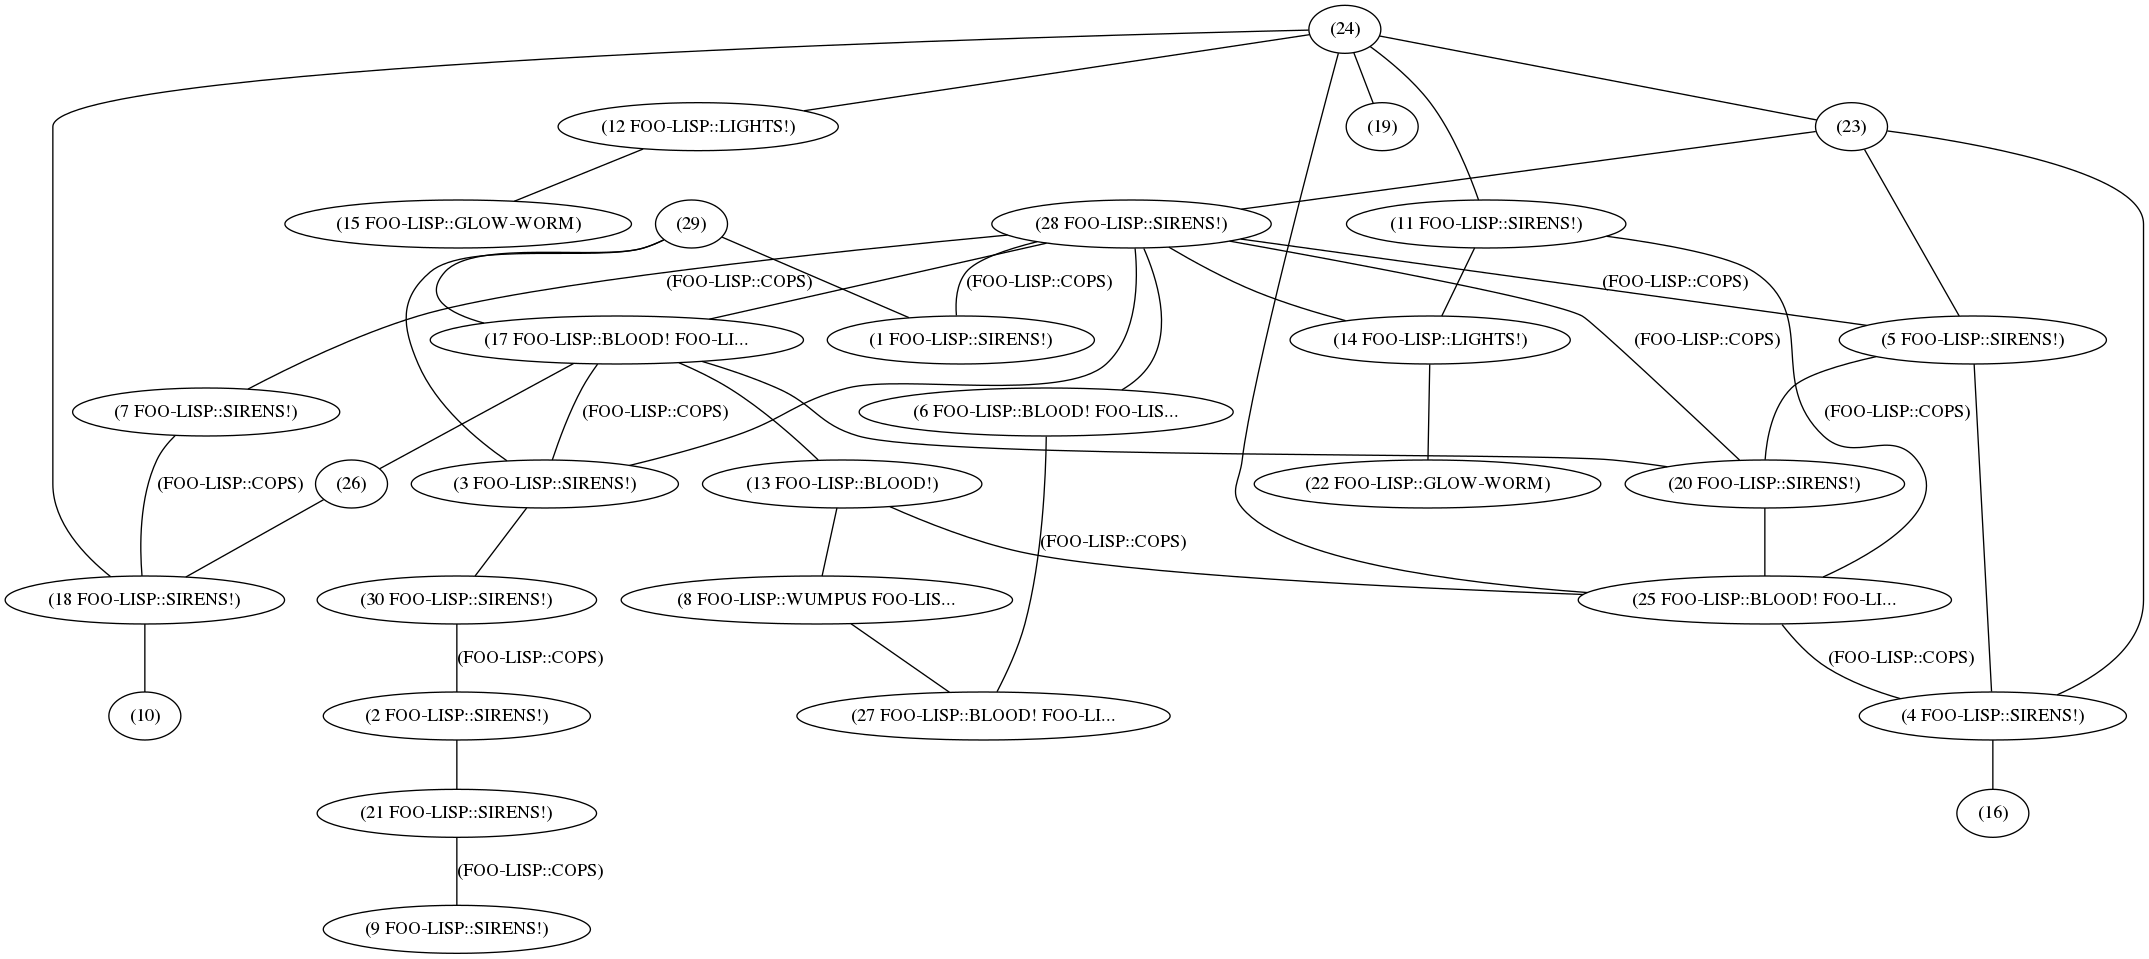 (24)
(12 FOO-LISP::LIGHTS!)
(19)
(23)
(15 FOO-LISP::GLOW-WORM)
(29)
(28 FOO-LISP::SIRENS!)
(11 FOO-LISP::SIRENS!)
(FOO-LISP::COPS)
(FOO-LISP::COPS)
(FOO-LISP::COPS)
(17 FOO-LISP::BLOOD! FOO-LI...
(1 FOO-LISP::SIRENS!)
(14 FOO-LISP::LIGHTS!)
(FOO-LISP::COPS)
(5 FOO-LISP::SIRENS!)
(7 FOO-LISP::SIRENS!)
(FOO-LISP::COPS)
(6 FOO-LISP::BLOOD! FOO-LIS...
(FOO-LISP::COPS)
(FOO-LISP::COPS)
(26)
(3 FOO-LISP::SIRENS!)
(13 FOO-LISP::BLOOD!)
(22 FOO-LISP::GLOW-WORM)
(20 FOO-LISP::SIRENS!)
(FOO-LISP::COPS)
(18 FOO-LISP::SIRENS!)
(30 FOO-LISP::SIRENS!)
(8 FOO-LISP::WUMPUS FOO-LIS...
(25 FOO-LISP::BLOOD! FOO-LI...
(FOO-LISP::COPS)
(FOO-LISP::COPS)
(10)
(2 FOO-LISP::SIRENS!)
(27 FOO-LISP::BLOOD! FOO-LI...
(4 FOO-LISP::SIRENS!)
(21 FOO-LISP::SIRENS!)
(16)
(FOO-LISP::COPS)
(9 FOO-LISP::SIRENS!)